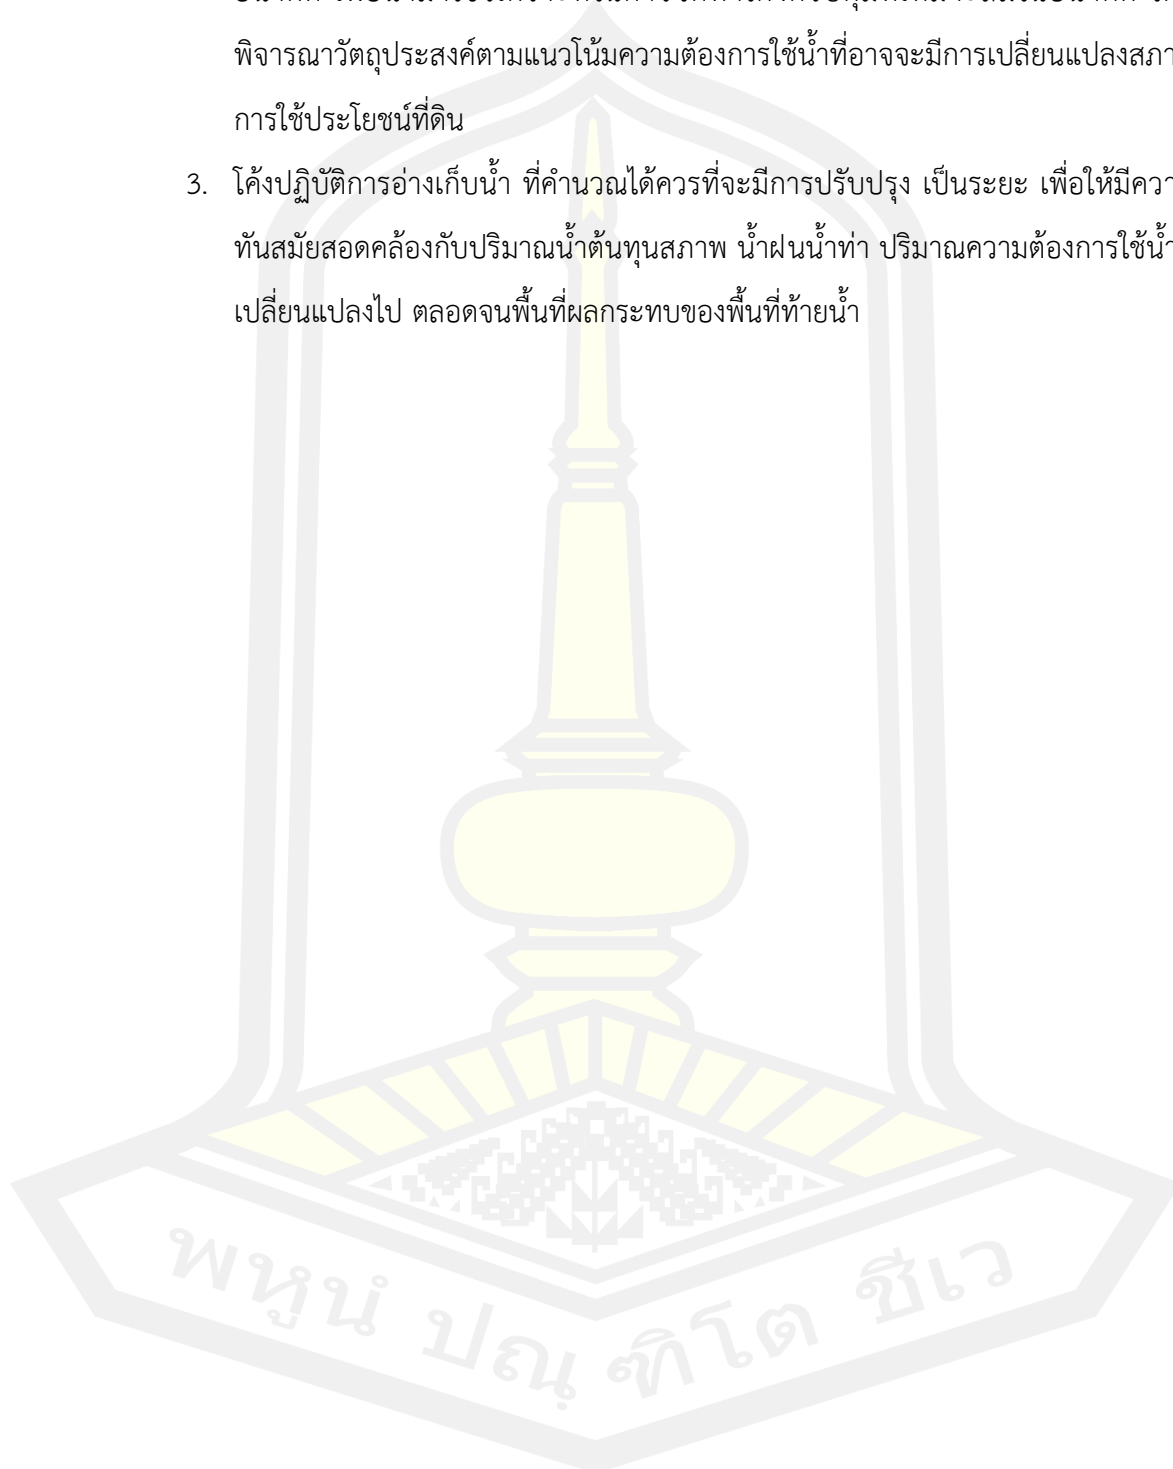 พิจารณาวัตถุประสงค์ตามแนวโน้มความต้องการใช้น้ำที่อาจจะมีการเปลี่ยนแปลงสภา
การใช้ประโยชน์ที่ดิน
3. โค้งปฏิบัติการอ่างเก็บน้ำ ที่คำนวณได้ควรที่จะมีการปรับปรุง เป็นระยะ เพื่อให้มีควา
ทันสมัยสอดคล้องกับปริมาณน้ำต้นทุนสภาพ น้ำฝนน้ำท่า ปริมาณความต้องการใช้น้ำ
เปลี่ยนแปลงไป ตลอดจนพื้นที่ผลกระทบของพื้นที่ท้ายน้ำ
พหูนํ ปณฺฑิโต ชีเว